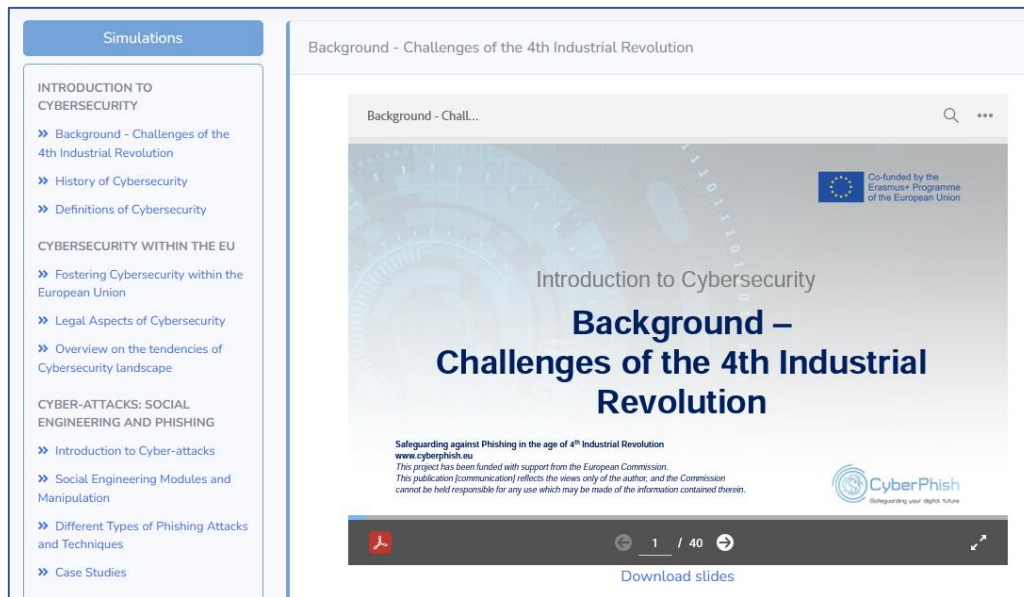 Simulations
INTRODUCTION TO
CYBERSECURITY
» Background - Challenges of the
4th Industrial Revolution
» History of Cybersecurity
» Definitions of Cybersecurity
CYBERSECURITY WITHIN THE EU
» Fostering Cybersecurity within the
European Union
» Legal Aspects of Cybersecurity
» Overview on the tendencies of
Cybersecurity landscape
CYBER-ATTACKS: SOCIAL
ENGINEERING AND PHISHING
» Introduction to Cyber-attacks
» Social Engineering Modules and
Manipulation
» Different Types of Phishing Attacks
and Techniques
» Case Studies
Background - Challenges of the 4th Industrial Revolution
Background - Chall...
Co-funded by the
Erasmus+ Programme
of the European Union
Introduction to Cybersecurity
Background –
Challenges of the 4th Industrial
Revolution
Safeguarding against Phishing in the age of 4th Industrial Revolution
www.cyberphish.eu
This project has been funded with support from the European Commission.
This publication [communication] reflects the views only of the author, and the Commission
cannot be held responsible for any use which may be made of the information contained therein.
CyberPhish
Safeguarding your digital future
1 / 40
Download slides